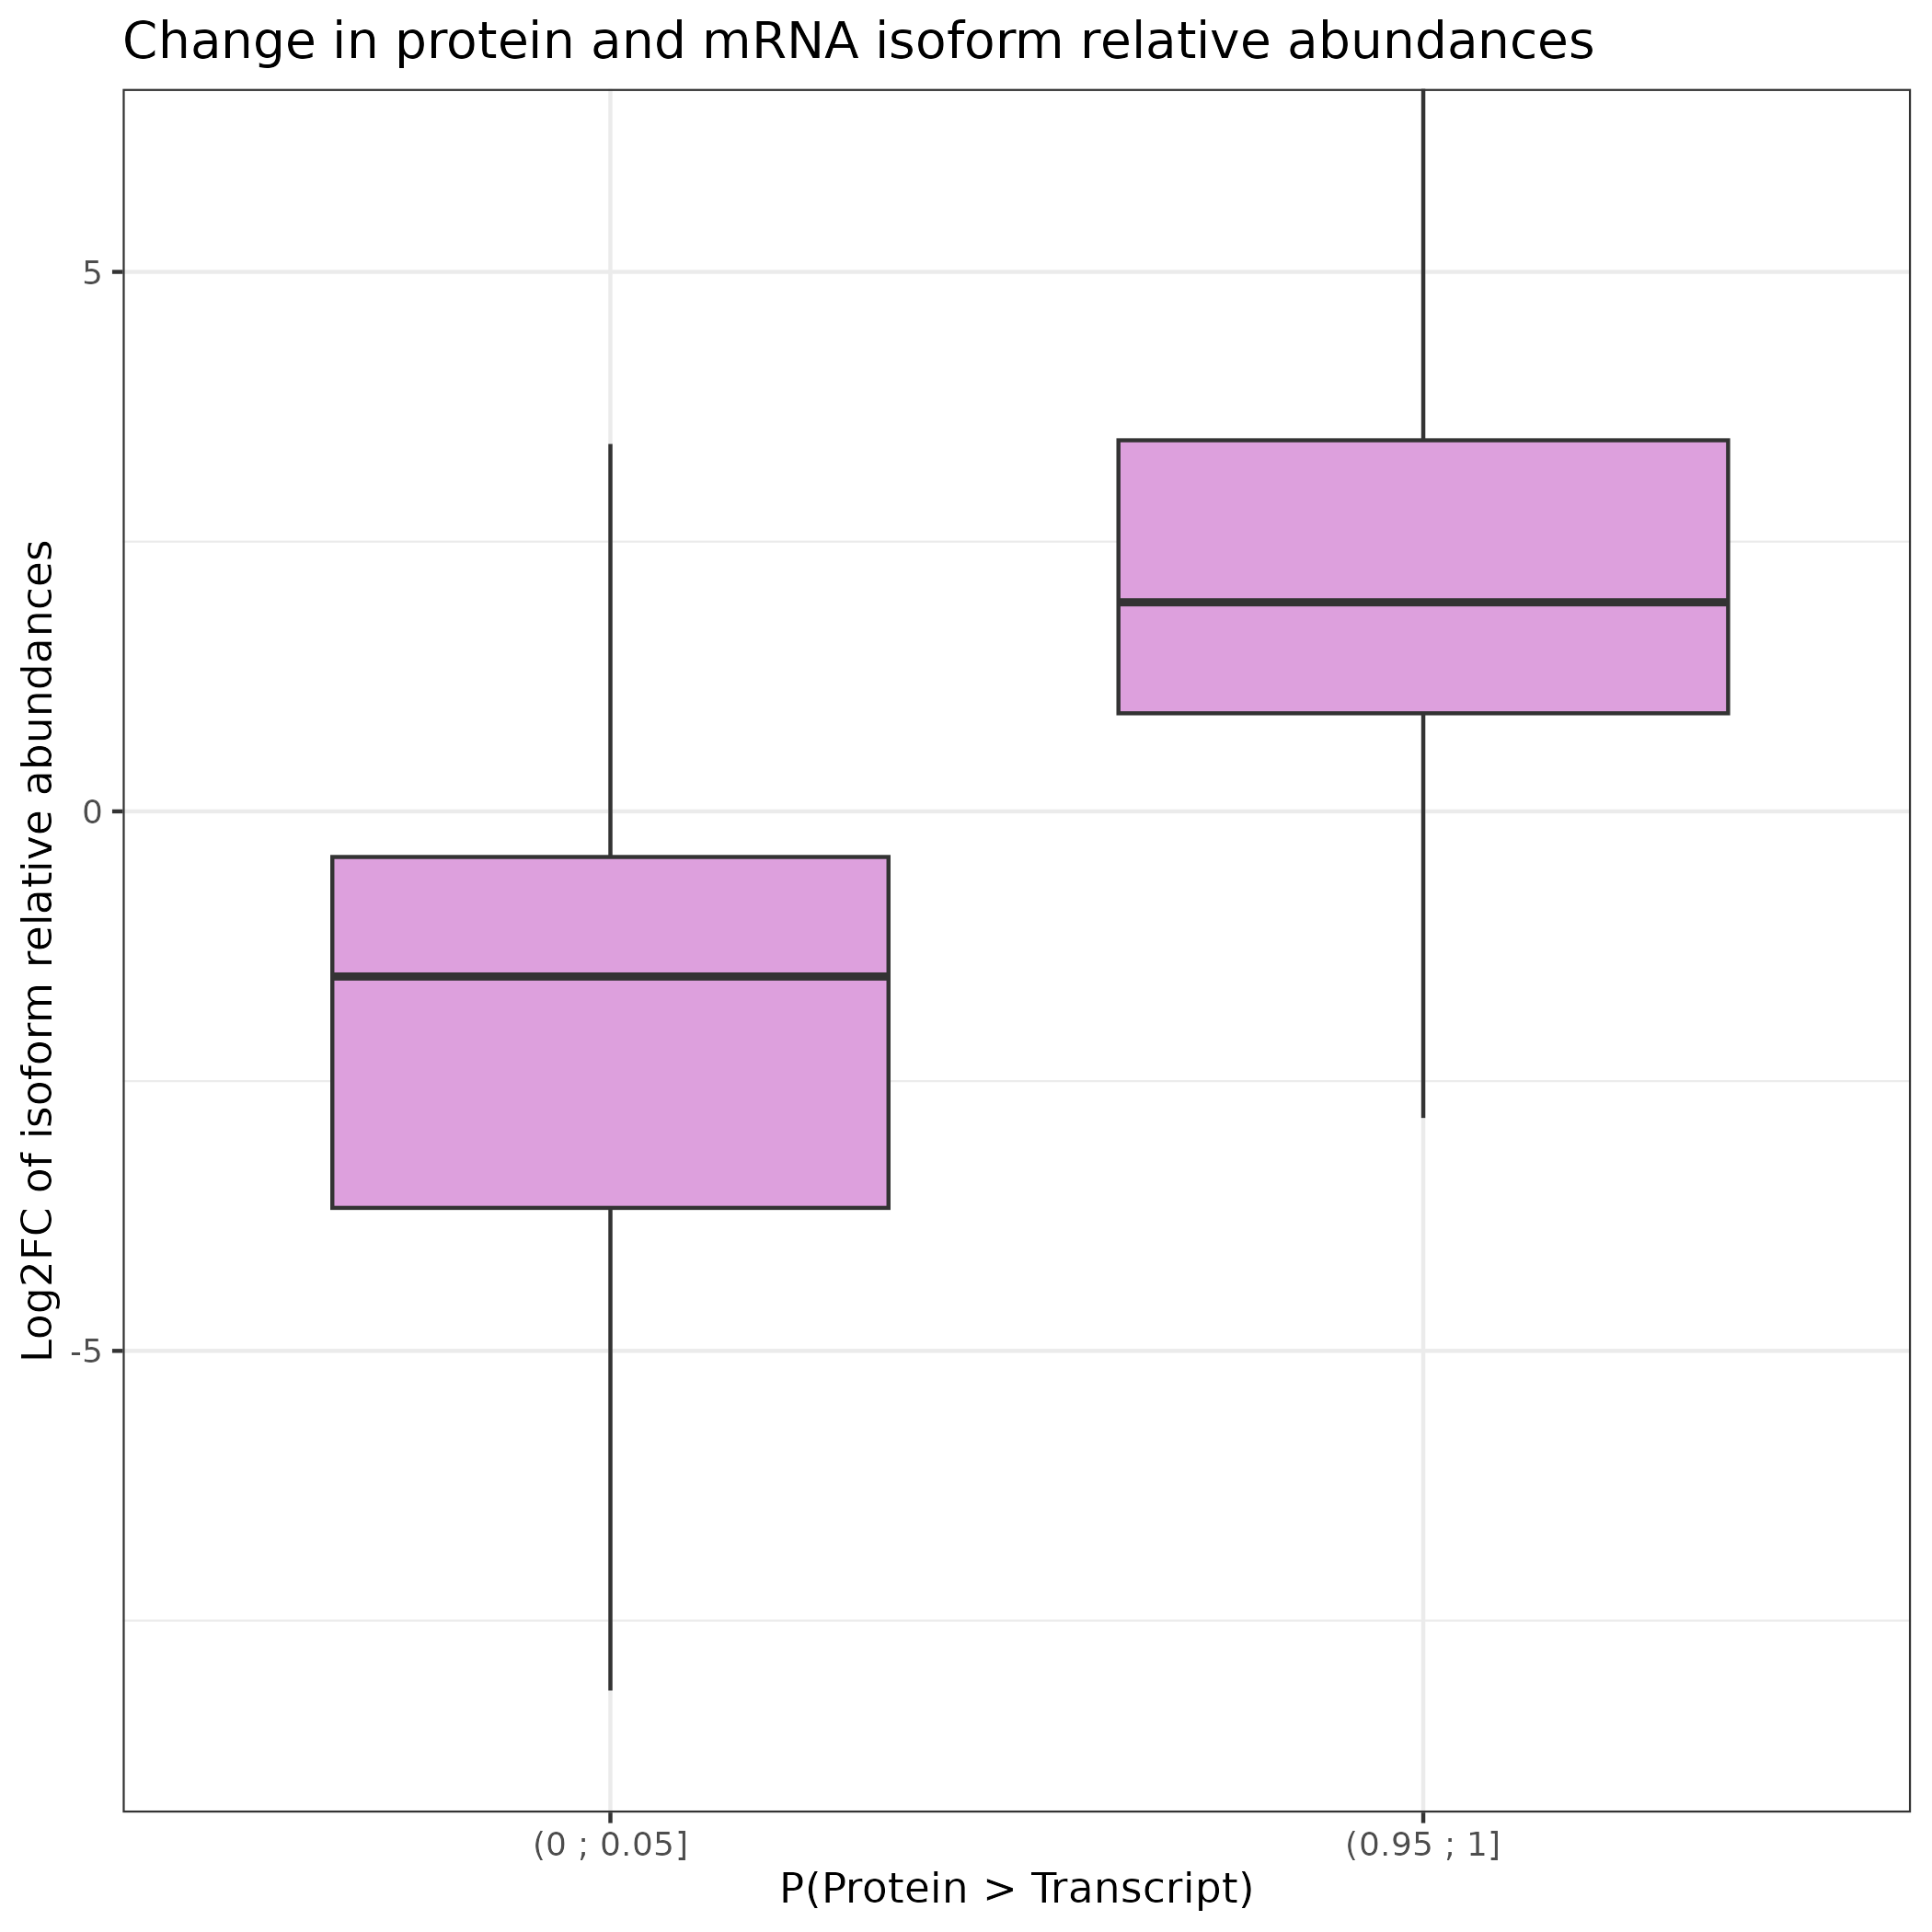 Change in protein and mRNA isoform relative abundances
Log2FC of isoform relative abundances
5
0
-5
(0 ; 0.05]
(0.95 ; 1]
P(Protein > Transcript)